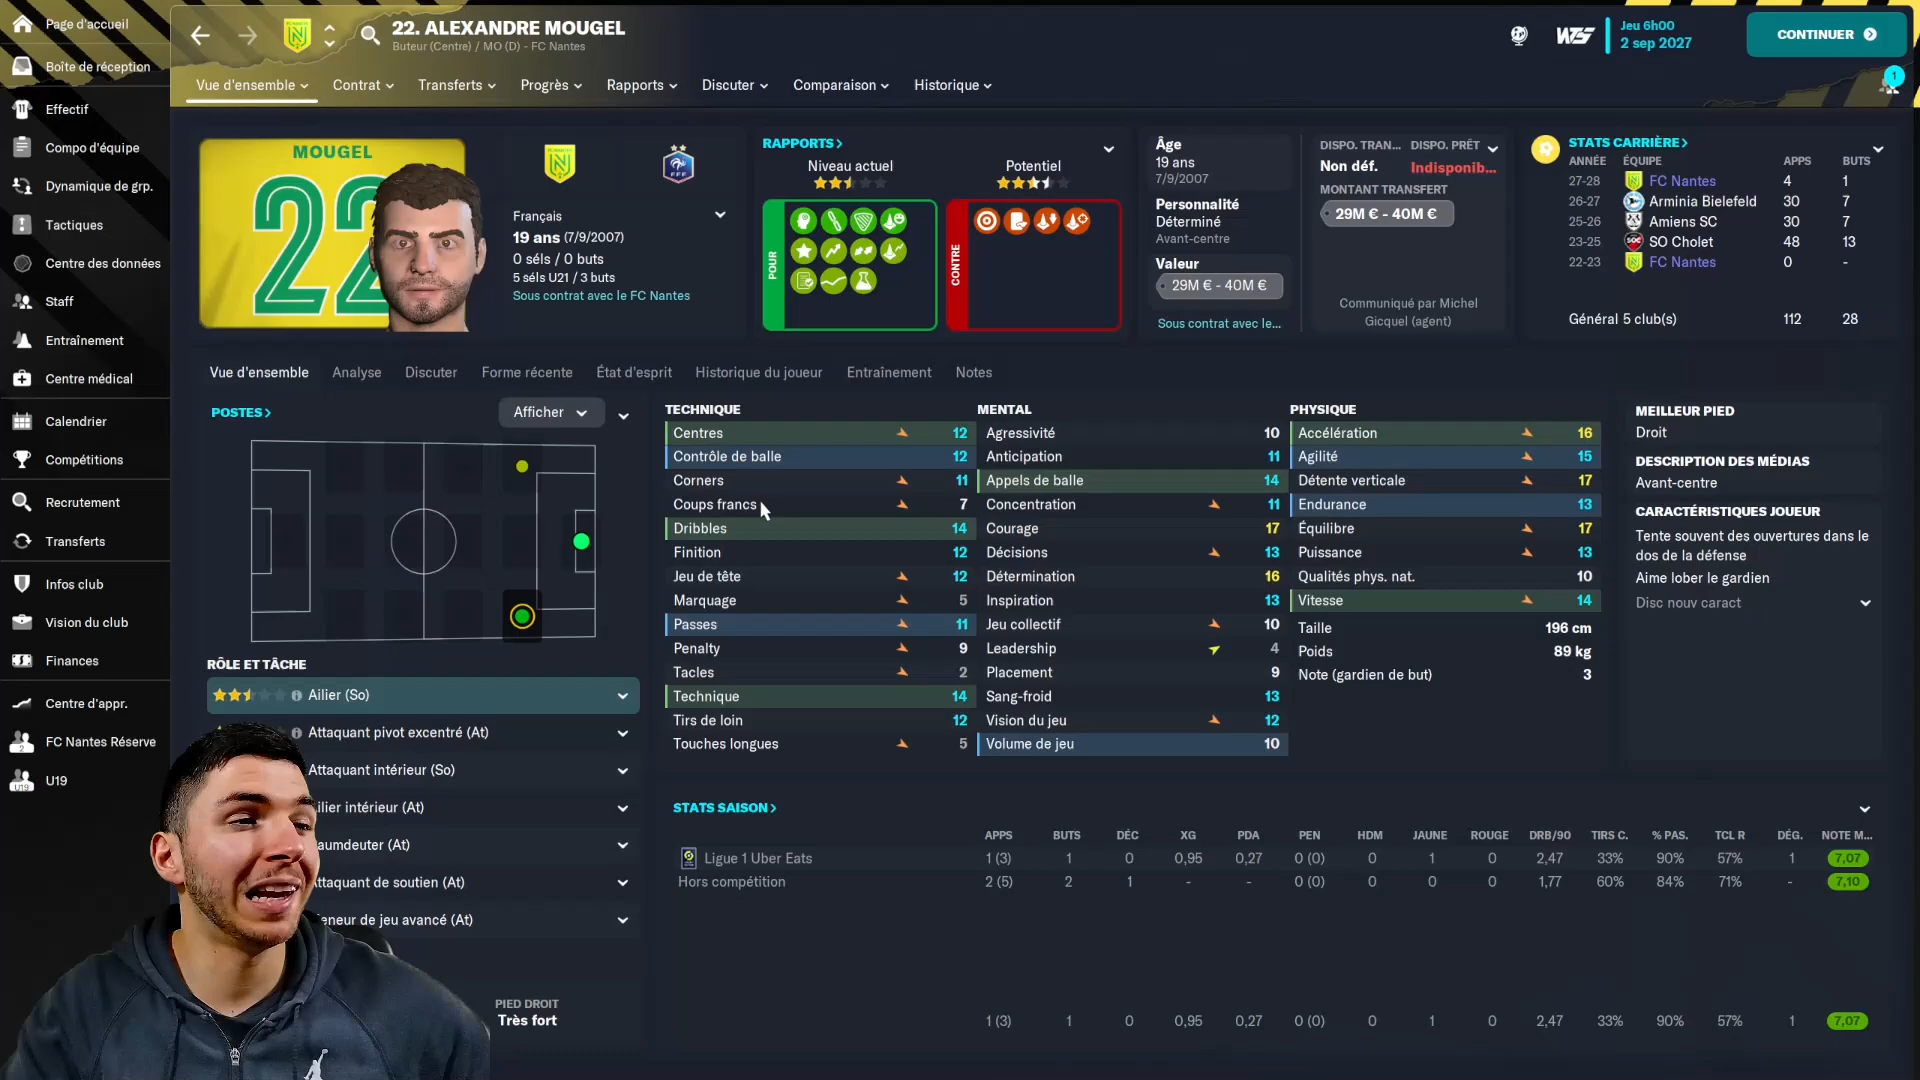 Page d'accueil
Boîte de réception
Effectif
Compo d'équipe
Dynamique de grp.
Tactiques
Centre des données
Staff
Entraînement
Centre médical
Calendrier
Compétitions
Recrutement
Transferts
Infos club
Vision du club
Finances
Centre d'appr.
FC Nantes Réserve
U19
22. ALEXANDRE MOUGEL
Buteur (Centre) / MO (D) - FC Nantes
Jeu 6h00
2 sep 2027
CONTINUER
1
Vue d'ensemble Contrat Transferts Progrès Rapports Discuter Comparaison Historique
MOUGEL
22
Français
19 ans (7/9/2007)
0 séls / 0 buts
5 séls U21 / 3 buts
Sous contrat avec le FC Nantes
RAPPORTS
Niveau actuel
Potentiel
POUR
CONTRE
Âge
19 ans
7/9/2007
Personnalité
Déterminé
Avant-centre
Valeur
29M € - 40M €
Sous contrat avec le...
DISPO. TRAN... DISPO. PRÊT
Non déf. Indisponib...
MONTANT TRANSFERT
29M € - 40M €
Communiqué par Michel
Gicquel (agent)
STATS CARRIÈRE
ANNÉE ÉQUIPE APPS BUTS
27-28 FC Nantes 4 1
26-27 Arminia Bielefeld 30 7
25-26 Amiens SC 30 7
23-25 SO Cholet 48 13
22-23 FC Nantes 0 -
Général 5 club(s) 112 28
Vue d'ensemble Analyse Discuter Forme récente État d'esprit Historique du joueur Entraînement Notes
POSTES
Afficher
RÔLE ET TÂCHE
Ailier (So)
Attaquant pivot excentré (At)
Attaquant intérieur (So)
ilier intérieur (At)
aumdeuter (At)
ttaquant de soutien (At)
eneur de jeu avancé (At)
PIED DROIT
Très fort
TECHNIQUE
Centres 12
Contrôle de balle 12
Corners 11
Coups francs 7
Dribbles 14
Finition 12
Jeu de tête 12
Marquage 5
Passes 11
Penalty 9
Tacles 2
Technique 14
Tirs de loin 12
Touches longues 5
MENTAL
Agressivité 10
Anticipation 11
Appels de balle 14
Concentration 11
Courage 17
Décisions 13
Détermination 16
Inspiration 13
Jeu collectif 10
Leadership 4
Placement 9
Sang-froid 13
Vision du jeu 12
Volume de jeu 10
PHYSIQUE
Accélération 16
Agilité 15
Détente verticale 17
Endurance 13
Équilibre 17
Puissance 13
Qualités phys. nat. 10
Vitesse 14
Taille 196 cm
Poids 89 kg
Note (gardien de but) 3
MEILLEUR PIED
Droit
DESCRIPTION DES MÉDIAS
Avant-centre
CARACTÉRISTIQUES JOUEUR
Tente souvent des ouvertures dans le
dos de la défense
Aime lober le gardien
Disc nouv caract
STATS SAISON
APPS BUTS DÉC XG PDA PEN HDM JAUNE ROUGE DRB/90 TIRS C. % PAS. TCL R DÉG. NOTE M...
Ligue 1 Uber Eats 1 (3) 1 0 0,95 0,27 0 (0) 0 1 0 2,47 33% 90% 57% 1 7,07
Hors compétition 2 (5) 2 1 - - 0 (0) 0 0 0 1,77 60% 84% 71% - 7,10
1 (3) 1 0 0,95 0,27 0 (0) 0 1 0 2,47 33% 90% 57% 1 7,07